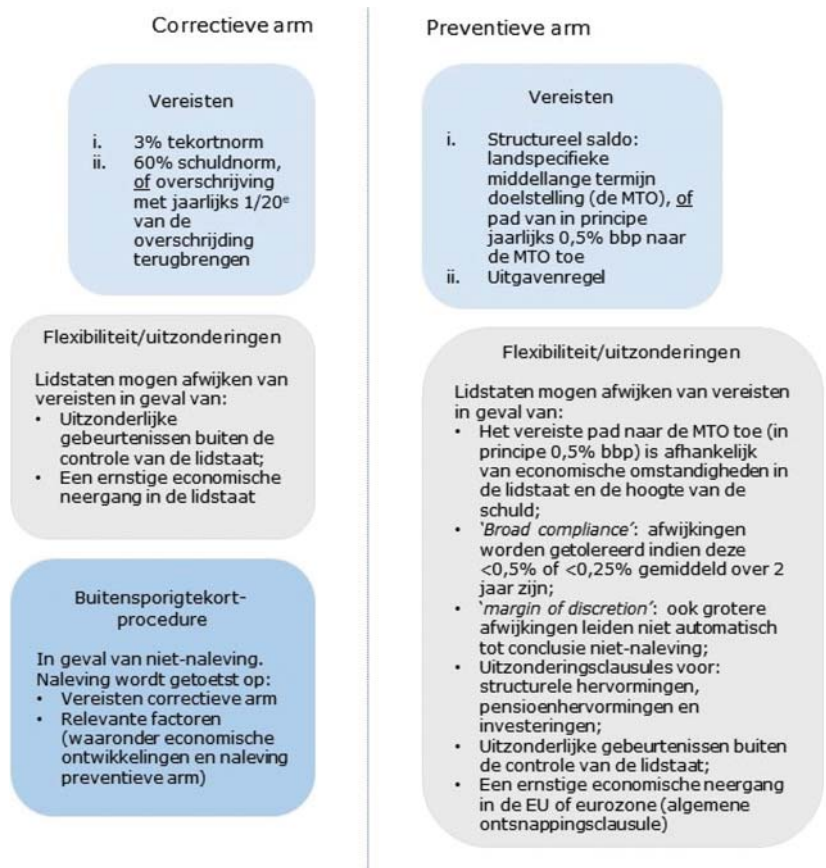 Correctieve arm
Vereisten
i. 3% tekortnorm
ii. 60% schuldnorm,
of overschrijving
met jaarlijks 1/20e
van de
overschrijding
terugbrengen
Flexibiliteit/uitzonderingen
Lidstaten mogen afwijken van
vereisten in geval van:
• Uitzonderlijke
gebeurtenissen buiten de
controle van de lidstaat;
• Een ernstige economische
neergang in de lidstaat
Buitensporigtekort-
procedure
In geval van niet-naleving.
Naleving wordt getoetst op:
• Vereisten correctieve arm
• Relevante factoren
(waaronder economische
ontwikkelingen en naleving
preventieve arm)
Preventieve arm
Vereisten
i. Structureel saldo:
landspecifieke
middellange termijn
doelstelling (de MTO), of
pad van in principe
jaarlijks 0,5% bbp naar
de MTO toe
ii. Uitgavenregel
Flexibiliteit/uitzonderingen
Lidstaten mogen afwijken van vereisten
in geval van:
• Het vereiste pad naar de MTO toe (in
principe 0,5% bbp) is afhankelijk
van economische omstandigheden in
de lidstaat en de hoogte van de
schuld;
• ‘Broad compliance’: afwijkingen
worden getolereerd indien deze
<0,5% of <0,25% gemiddeld over 2
jaar zijn;
• ‘margin of discretion’: ook grotere
afwijkingen leiden niet automatisch
tot conclusie niet-naleving;
• Uitzonderingsclausules voor:
structurele hervormingen,
pensioenhervormingen en
investeringen;
• Uitzonderlijke gebeurtenissen buiten
de controle van de lidstaat;
• Een ernstige economische neergang
in de EU of eurozone (algemene
ontsnappingsclausule)